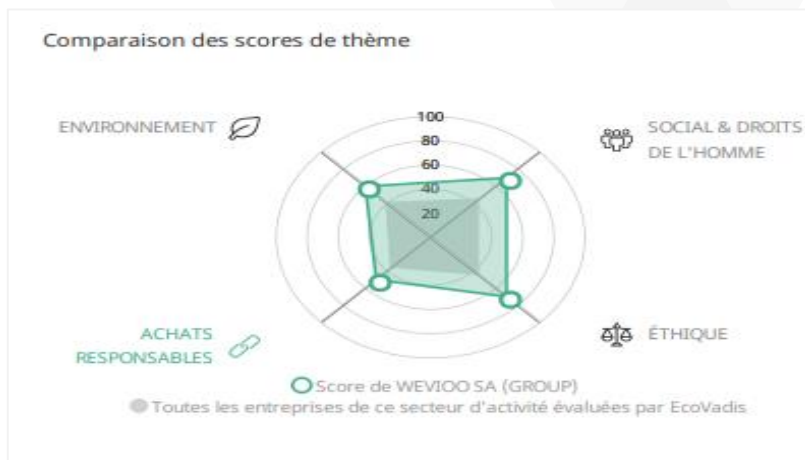 Comparaison des scores de thème
ENVIRONNEMENT
100
80
60
40
20
SOCIAL & DROITS
DE L'HOMME
ACHATS
RESPONSABLES
ÉTHIQUE
Score de WEVIOO SA (GROUP)
Toutes les entreprises de ce secteur d'activité évaluées par EcoVadis